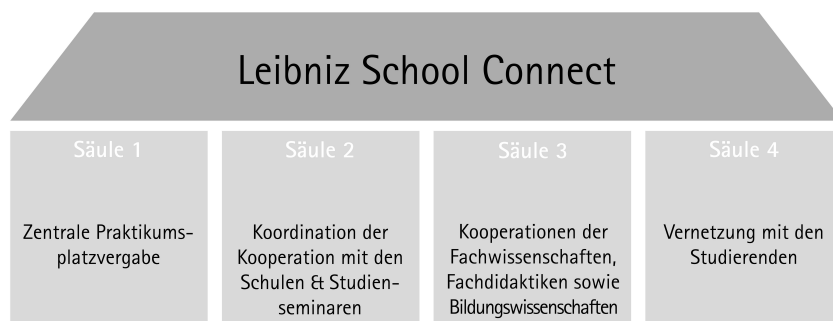 Leibniz School Connect
Säule 1
Zentrale Praktikums-
platzvergabe
Säule 2
Koordination der
Kooperation mit den
Schulen & Studien-
seminaren
Säule 3
Kooperationen der
Fachwissenschaften,
Fachdidaktiken sowie
Bildungswissenschaften
Säule 4
Vernetzung mit den
Studierenden